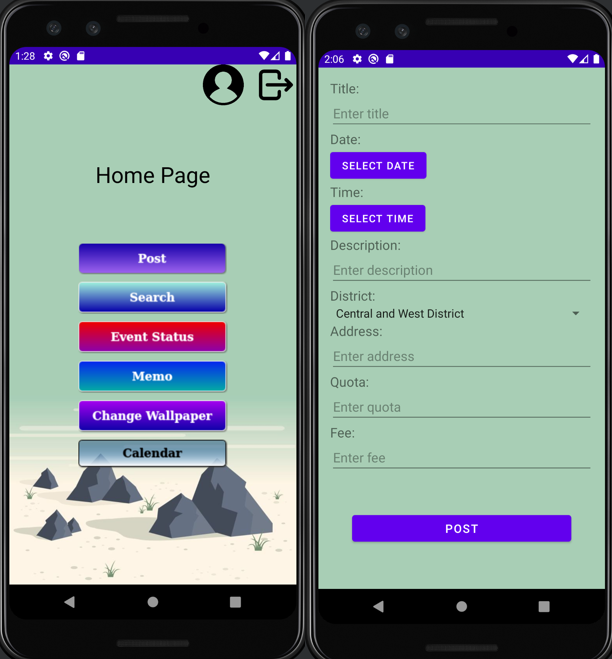 1:28
Home Page
Post
Search
Event Status
Memo
Change Wallpaper
Calendar
2:06
Title:
Enter title
Date:
SELECT DATE
Time:
SELECT TIME
Description:
Enter description
District:
Central and West District
Address:
Enter address
Quota:
Enter quota
Fee:
Enter fee
POST